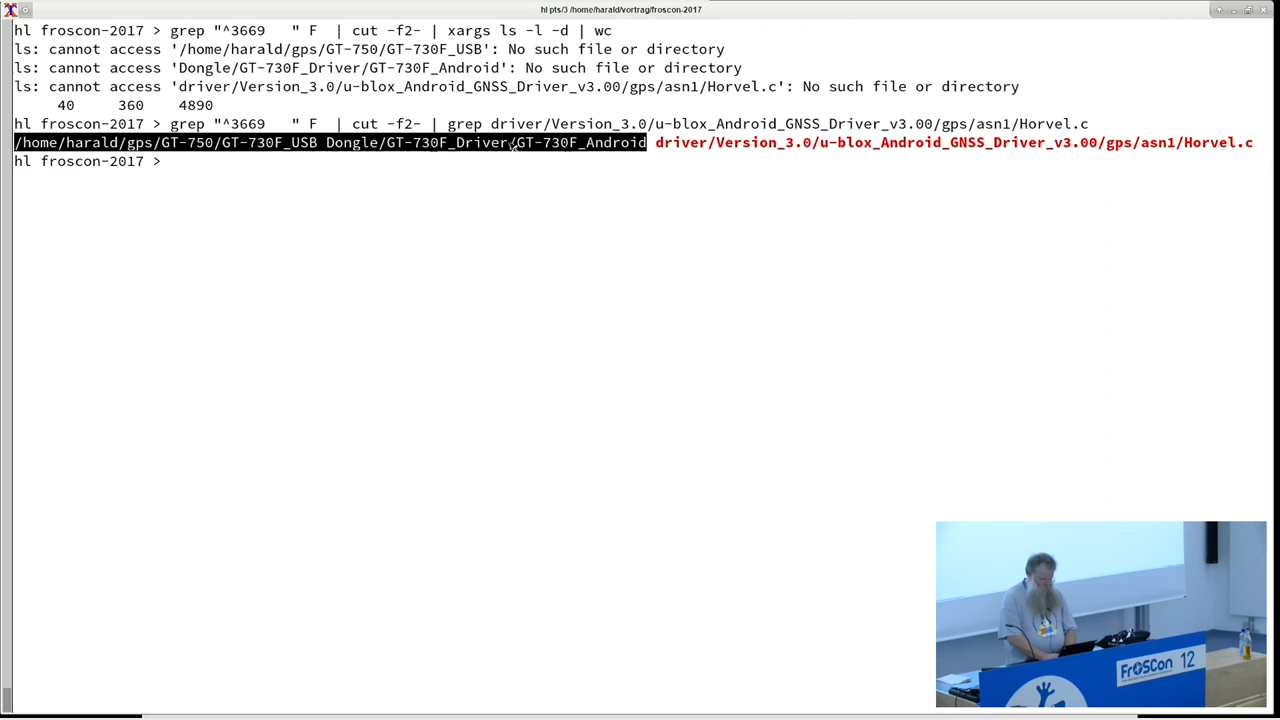 hl pts/3 /home/harald/vortrag/froscon-2017
hl froscon-2017 > grep "^3669   " F  | cut -f2- | xargs ls -l -d | wc
ls: cannot access '/home/harald/gps/GT-750/GT-730F_USB': No such file or directory
ls: cannot access 'Dongle/GT-730F_Driver/GT-730F_Android': No such file or directory
ls: cannot access 'driver/Version_3.0/u-blox_Android_GNSS_Driver_v3.00/gps/asn1/Horvel.c': No such file or directory
     40     360    4890
hl froscon-2017 > grep "^3669   " F  | cut -f2- | grep driver/Version_3.0/u-blox_Android_GNSS_Driver_v3.00/gps/asn1/Horvel.c
/home/harald/gps/GT-750/GT-730F_USB Dongle/GT-730F_Driver/GT-730F_Android driver/Version_3.0/u-blox_Android_GNSS_Driver_v3.00/gps/asn1/Horvel.c
hl froscon-2017 >
FrOSCon 12